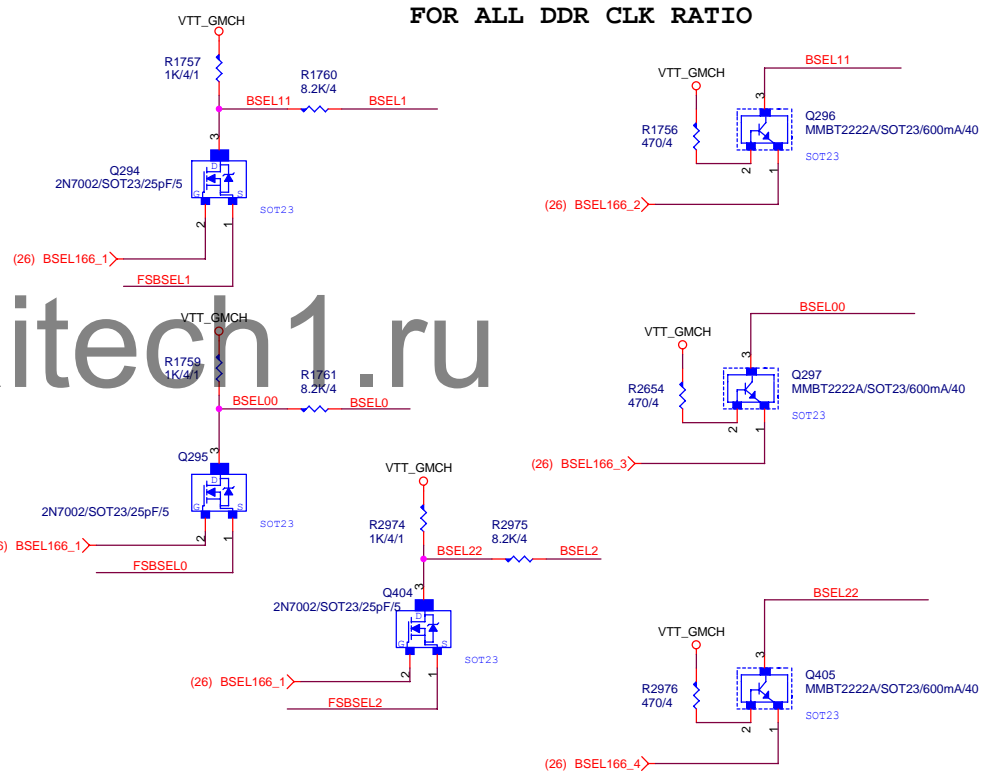 FOR ALL DDR CLK RATIO
VTT_GMCH
R1757
1K/4/1
R1760
8.2K/4
BSEL11
BSEL1
3
Q294
2N7002/SOT23/25pF/5
D
G
S
SOT23
2
1
(26) BSEL166_1
FSBSEL1
VTT_GMCH
R1756
470/4
BSEL11
3
Q296
MMBT2222A/SOT23/600mA/40
SOT23
2
1
(26) BSEL166_2
itech1.ru
VTT_GMCH
R1759
1K/4/1
R1761
8.2K/4
BSEL00
BSEL0
3
Q295
2N7002/SOT23/25pF/5
D
G
S
SOT23
2
1
6) BSEL166_1
FSBSEL0
VTT_GMCH
R2654
470/4
BSEL00
3
Q297
MMBT2222A/SOT23/600mA/40
SOT23
2
1
(26) BSEL166_3
VTT_GMCH
R2974
1K/4/1
R2975
8.2K/4
BSEL22
BSEL2
3
Q404
2N7002/SOT23/25pF/5
D
G
S
SOT23
2
1
(26) BSEL166_1
FSBSEL2
VTT_GMCH
R2976
470/4
BSEL22
3
Q405
MMBT2222A/SOT23/600mA/40
SOT23
2
1
(26) BSEL166_4